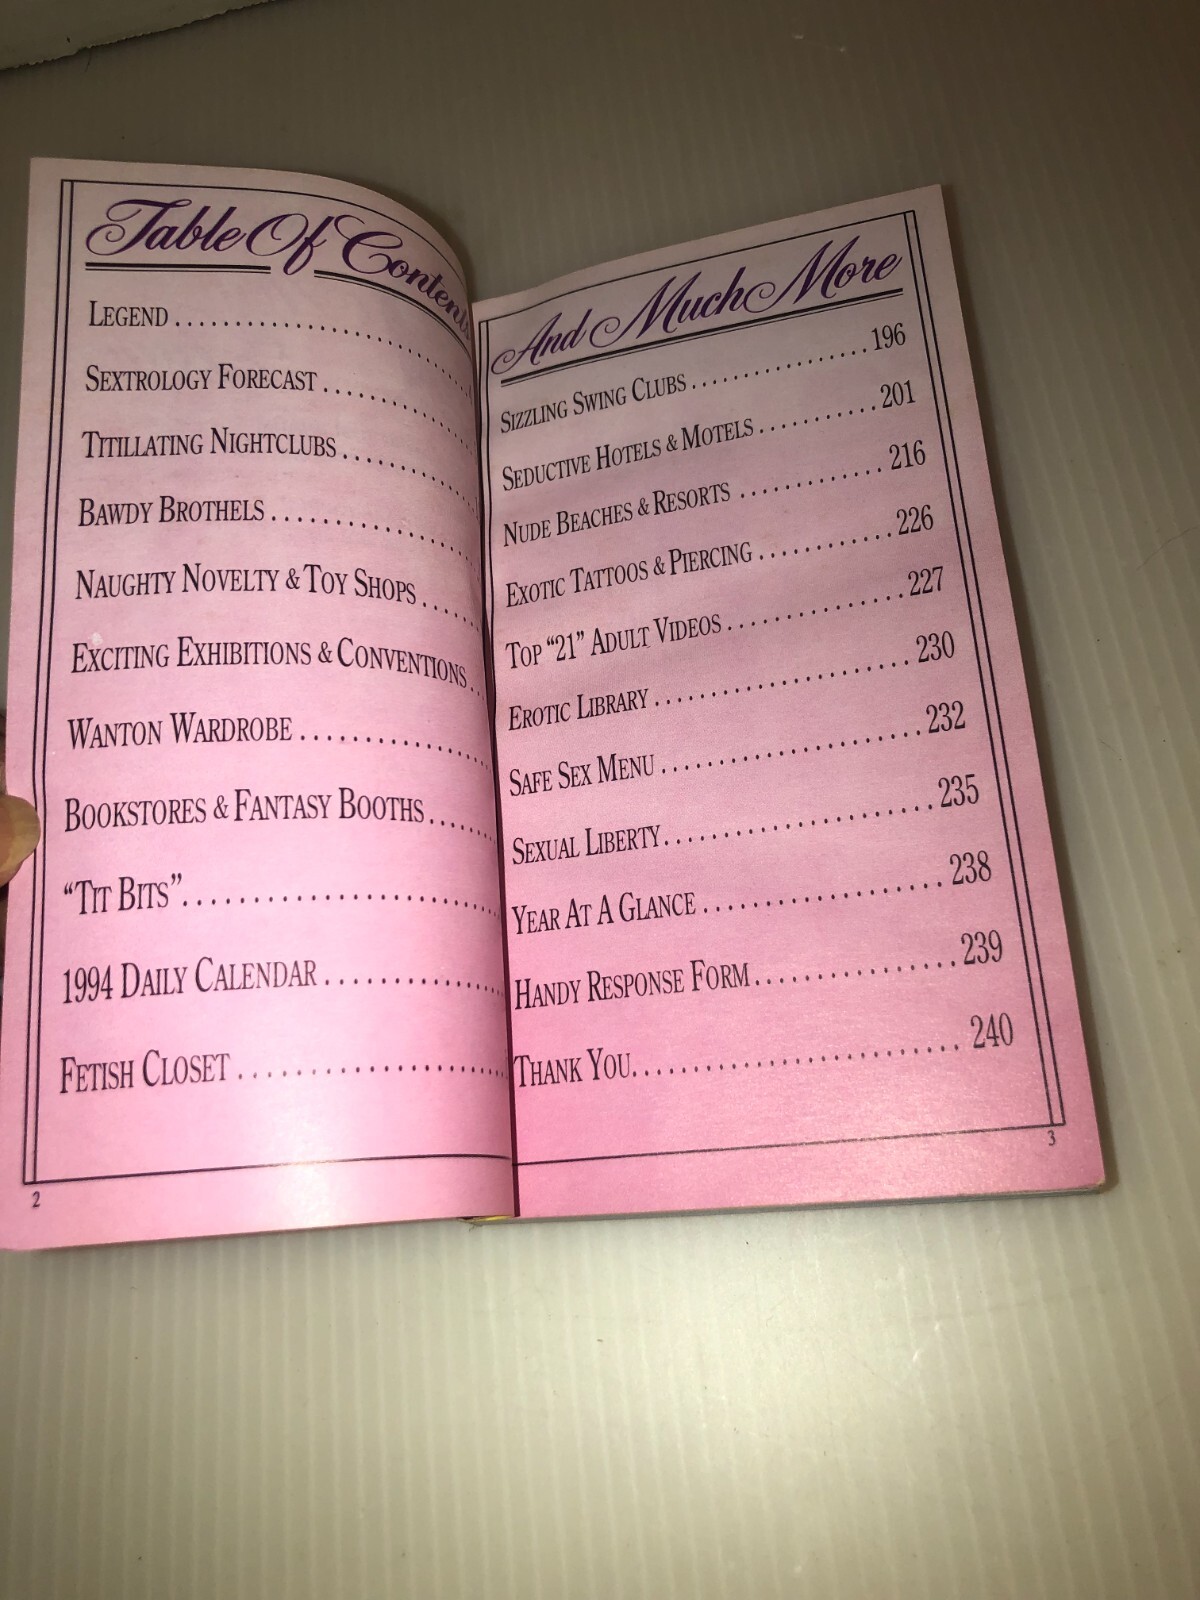 Table Of Contents
LEGEND
SEXTROLOGY FORECAST
TITILLATING NIGHTCLUBS
BAWDY BROTHELS
NAUGHTY NOVELTY & TOY SHOPS
EXCITING EXHIBITIONS & CONVENTIONS
WANTON WARDROBE
BOOKSTORES & FANTASY BOOTHS
"TIT BITS"
1994 DAILY CALENDAR
FETISH CLOSET
2
And Much More
SIZZLING SWING CLUBS 196
SEDUCTIVE HOTELS & MOTELS 201
NUDE BEACHES & RESORTS 216
EXOTIC TATTOOS & PIERCING 226
TOP "21" ADULT VIDEOS 227
EROTIC LIBRARY 230
SAFE SEX MENU 232
SEXUAL LIBERTY 235
YEAR AT A GLANCE 238
HANDY RESPONSE FORM 239
THANK YOU 240
3